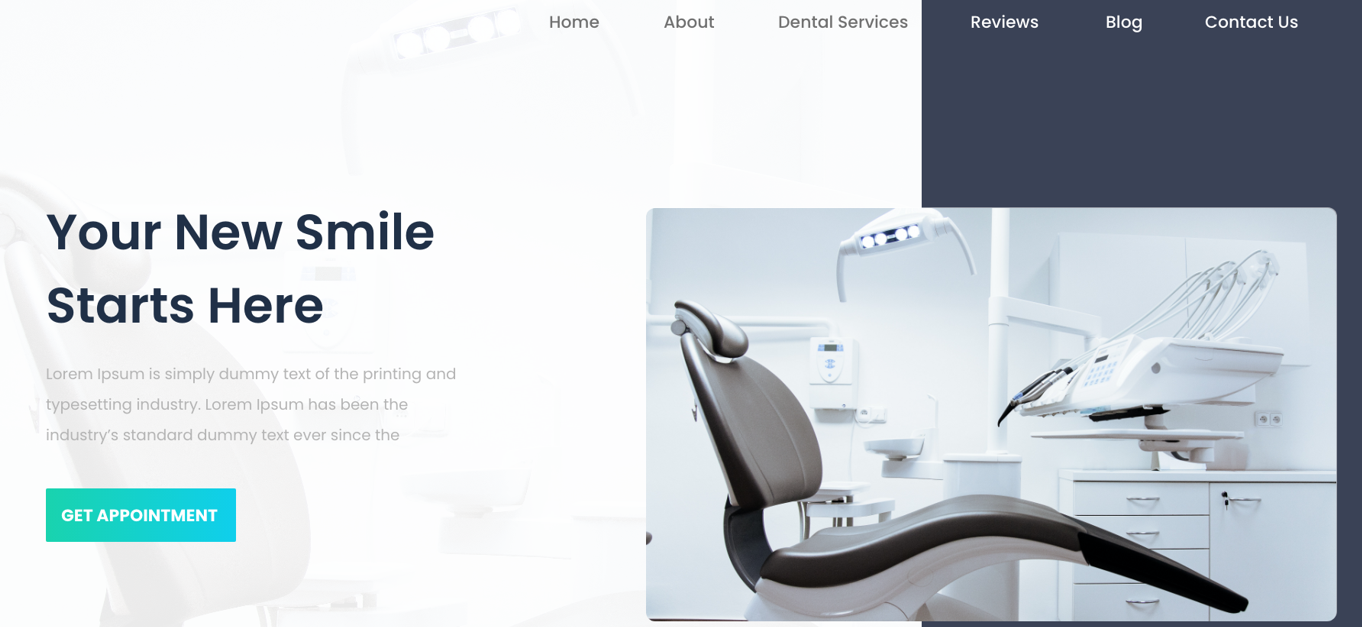 Home About Dental Services Reviews Blog Contact Us
Your New Smile
Starts Here
Lorem Ipsum is simply dummy text of the printing and
typesetting industry. Lorem Ipsum has been the
industry’s standard dummy text ever since the
GET APPOINTMENT